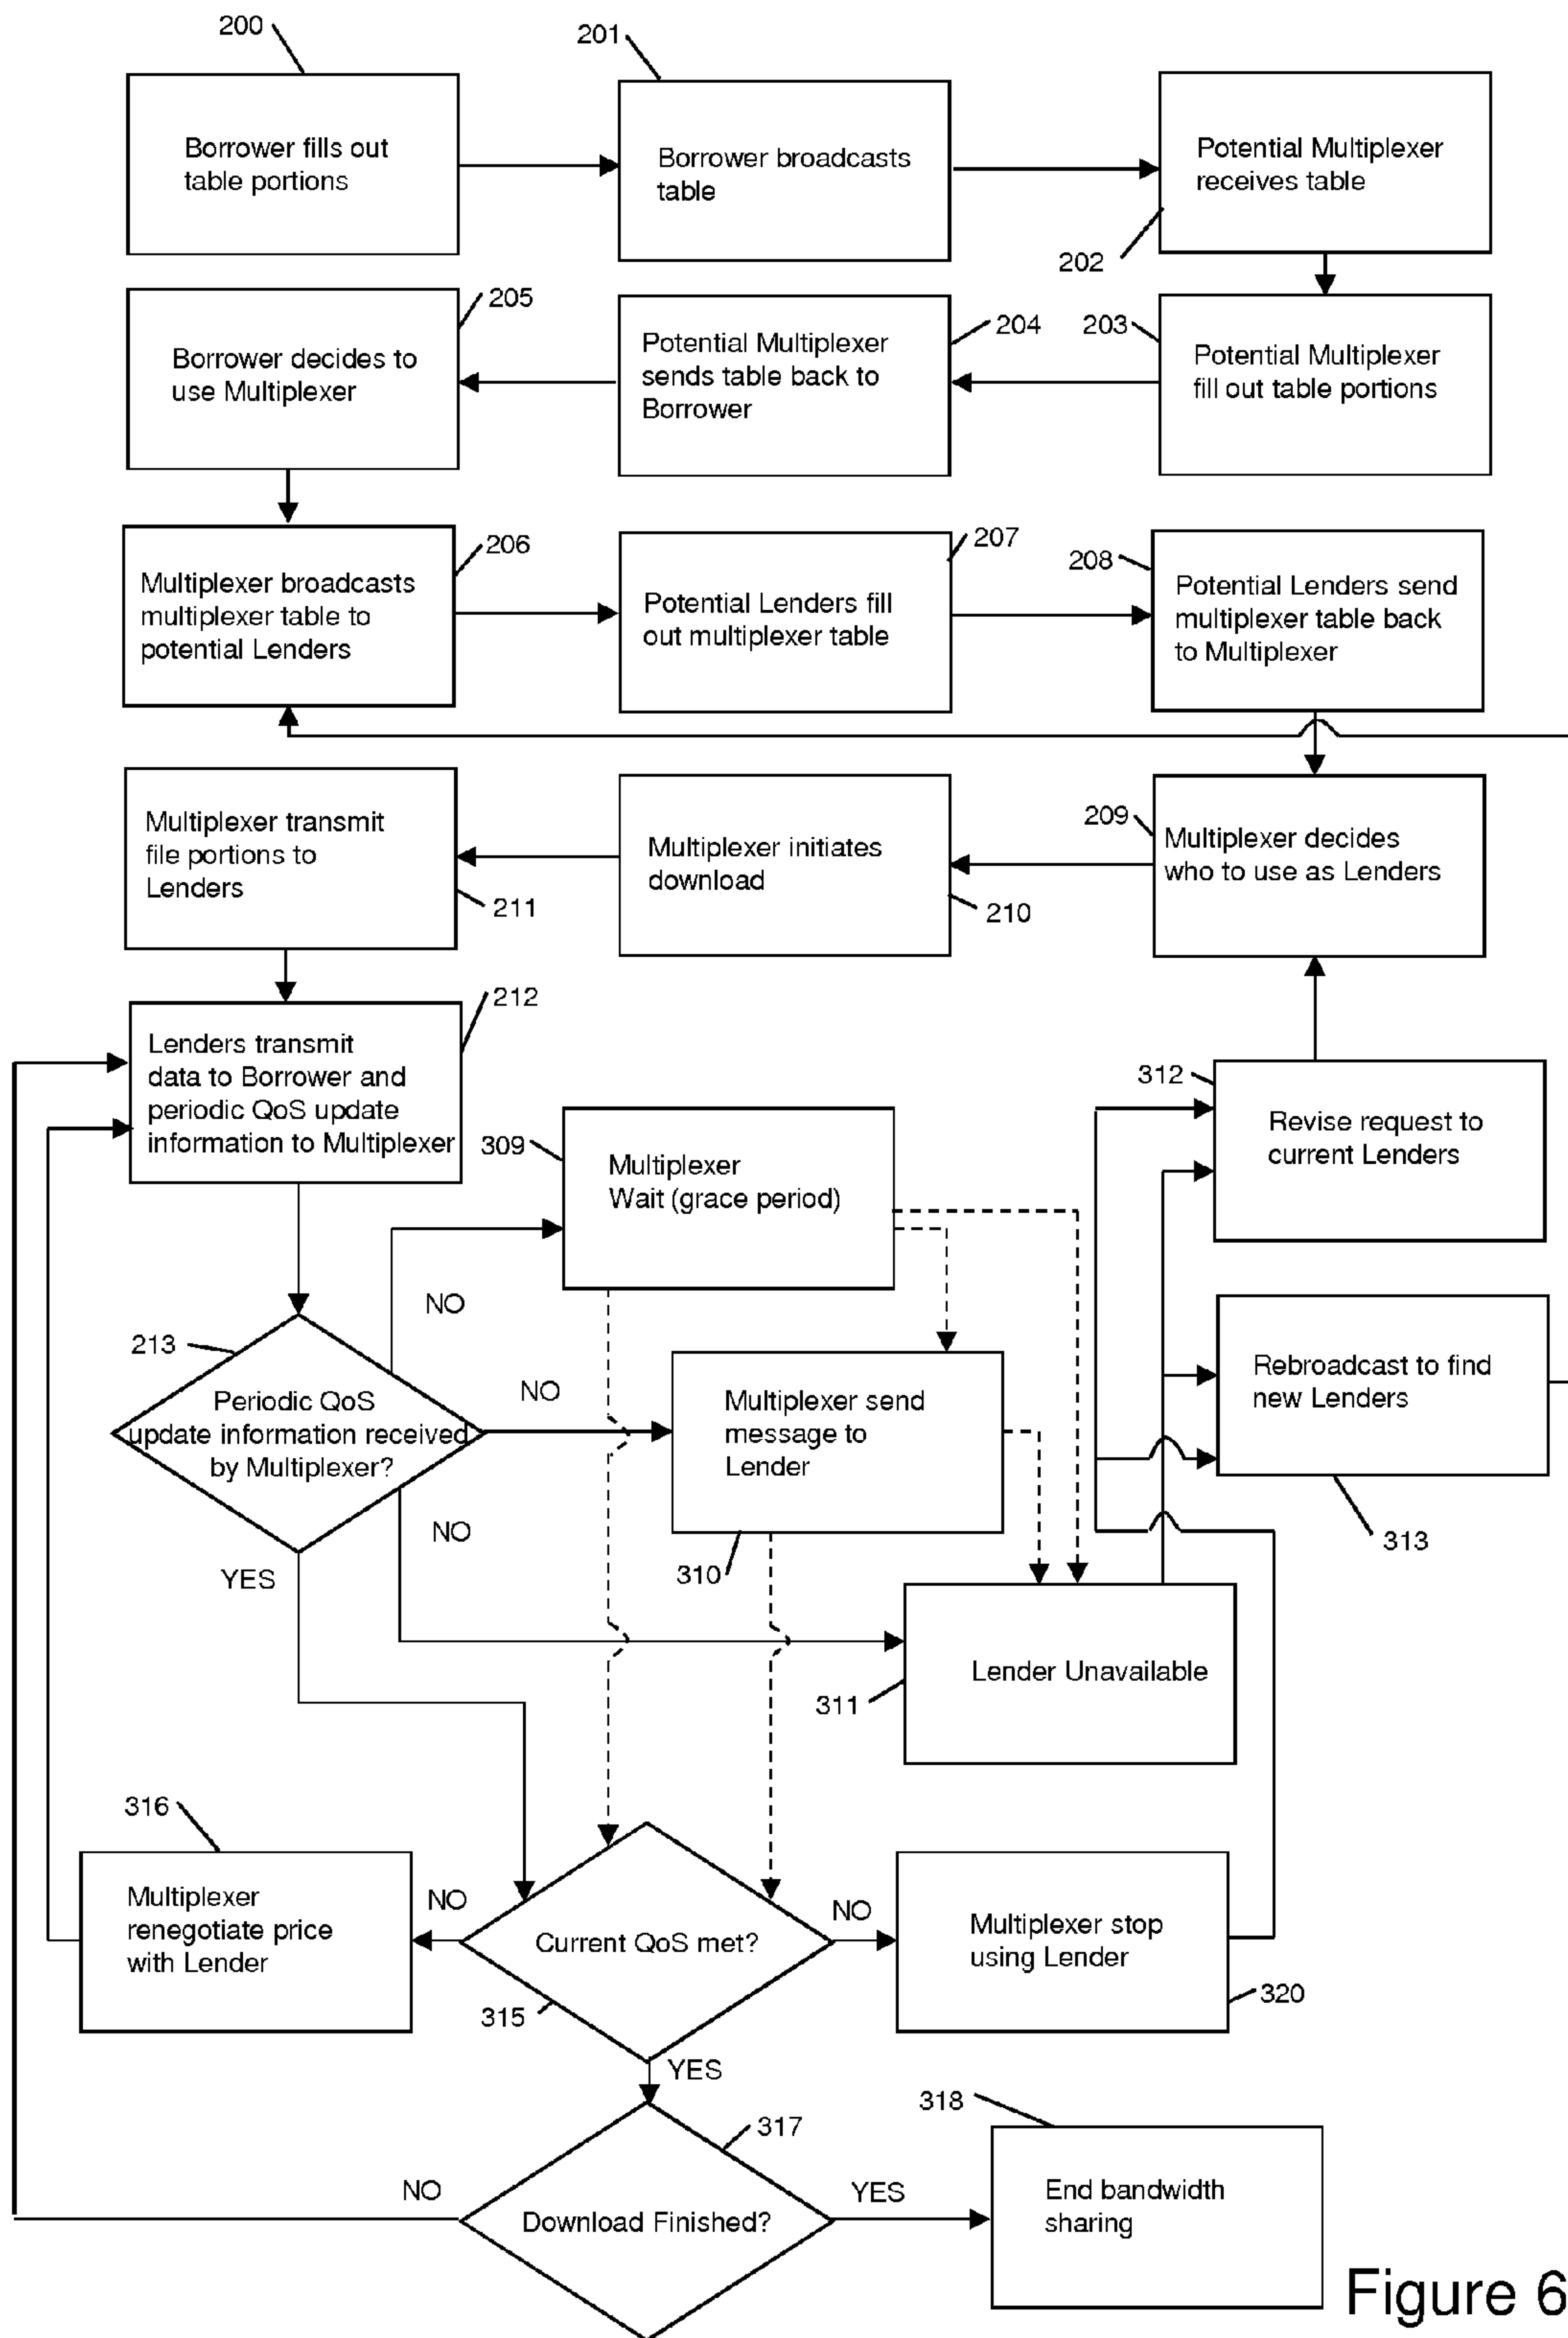 200
201
Borrower fills out
table portions
Borrower broadcasts
table
Potential Multiplexer
receives table
202
205
204
203
Borrower decides to
use Multiplexer
Potential Multiplexer
sends table back to
Borrower
Potential Multiplexer
fill out table portions
206
207
208
Multiplexer broadcasts
multiplexer table to
potential Lenders
Potential Lenders fill
out multiplexer table
Potential Lenders send
multiplexer table back
to Multiplexer
Multiplexer transmit
file portions to
Lenders
211
Multiplexer initiates
download
210
209
Multiplexer decides
who to use as Lenders
212
Lenders transmit
data to Borrower and
periodic QoS update
information to Multiplexer
309
Multiplexer
Wait (grace period)
312
Revise request to
current Lenders
NO
213
Periodic QoS
update information received
by Multiplexer?
NO
Multiplexer send
message to
Lender
310
Rebroadcast to find
new Lenders
313
NO
YES
Lender Unavailable
311
316
Multiplexer
renegotiate price
with Lender
NO
Current QoS met?
315
NO
Multiplexer stop
using Lender
320
YES
317
318
NO
Download Finished?
YES
End bandwidth
sharing
Figure 6